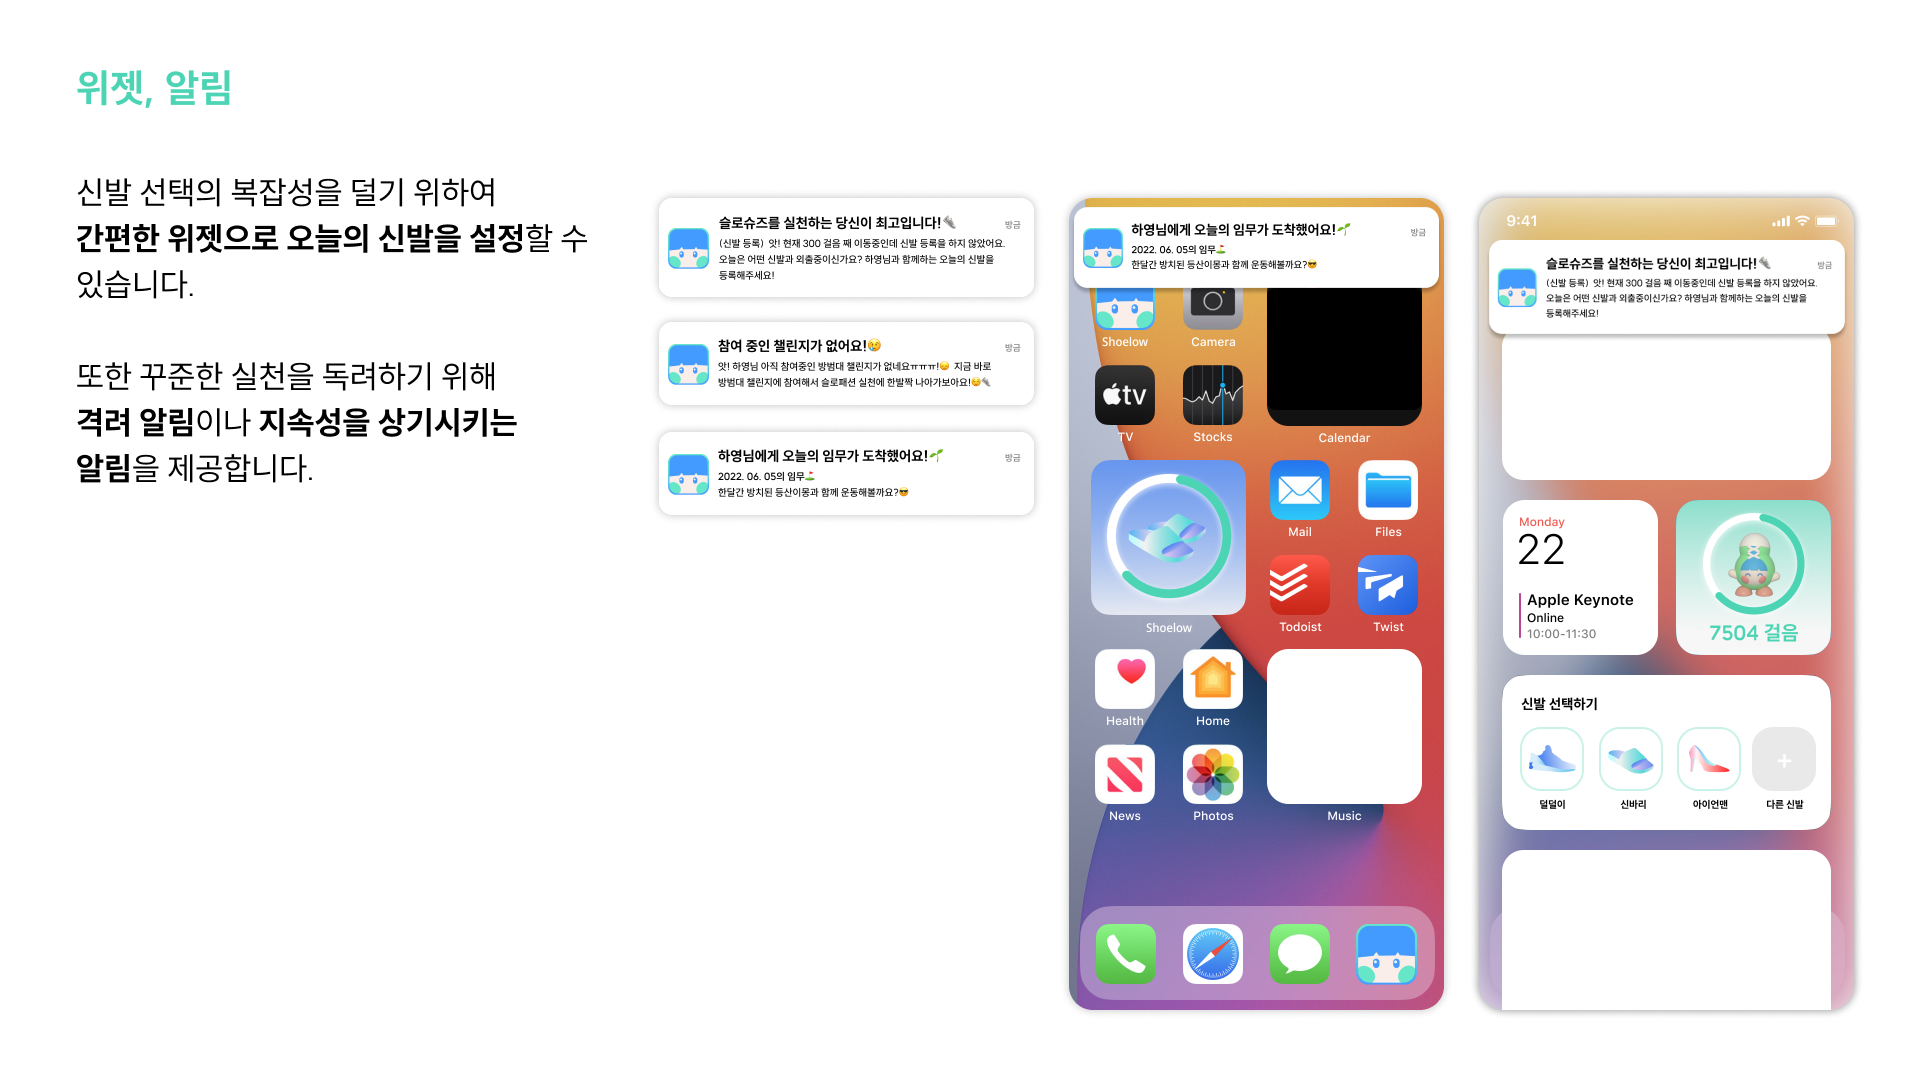 위젯, 알림
신발 선택의 복잡성을 덜기 위하여
간편한 위젯으로 오늘의 신발을 설정할 수
있습니다.
또한 꾸준한 실천을 독려하기 위해
격려 알림이나 지속성을 상기시키는
알림을 제공합니다.
슬로슈즈를 실천하는 당신이 최고입니다!
방금
(신발 등록) 앗! 현재 300 걸음 째 이동중인데 신발 등록을 하지 않았어요.
오늘은 어떤 신발과 외출중이신가요? 하영님과 함께하는 오늘의 신발을
등록해주세요!
참여 중인 챌린지가 없어요!😢
방금
앗! 하영님 아직 참여중인 방범대 챌린지가 없네요ㅠㅠㅠ!😔 지금 바로
방범대 챌린지에 참여해서 슬로패션 실천에 한발짝 나아가보아요!😌
하영님에게 오늘의 임무가 도착했어요!🌱
방금
2022. 06. 05의 임무⛳
한달간 방치된 등산이몽과 함께 운동해볼까요?😎
하영님에게 오늘의 임무가 도착했어요!🌱
방금
2022. 06. 05의 임무⛳
한달간 방치된 등산이몽과 함께 운동해볼까요?😎
Shoelow
Camera
tv
TV
Stocks
Calendar
Mail
Files
Shoelow
Todoist
Twist
Health
Home
News
Photos
Music
9:41
슬로슈즈를 실천하는 당신이 최고입니다!
방금
(신발 등록) 앗! 현재 300 걸음 째 이동중인데 신발 등록을 하지 않았어요.
오늘은 어떤 신발과 외출중이신가요? 하영님과 함께하는 오늘의 신발을
등록해주세요!
Monday
22
Apple Keynote
Online
10:00-11:30
7504 걸음
신발 선택하기
+
덜덜이
신바리
아이언맨
다른 신발